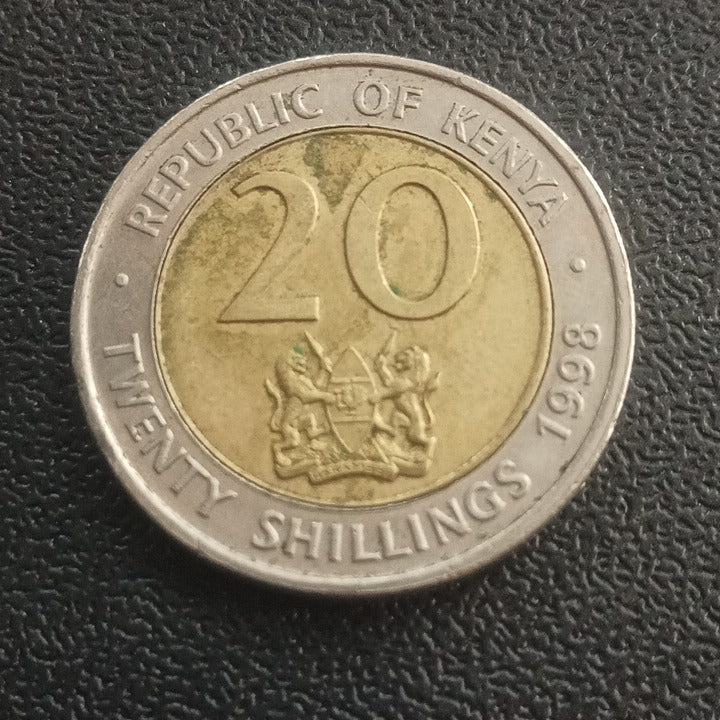 REPUBLIC OF KENYA
20
TWENTY SHILLINGS 1998